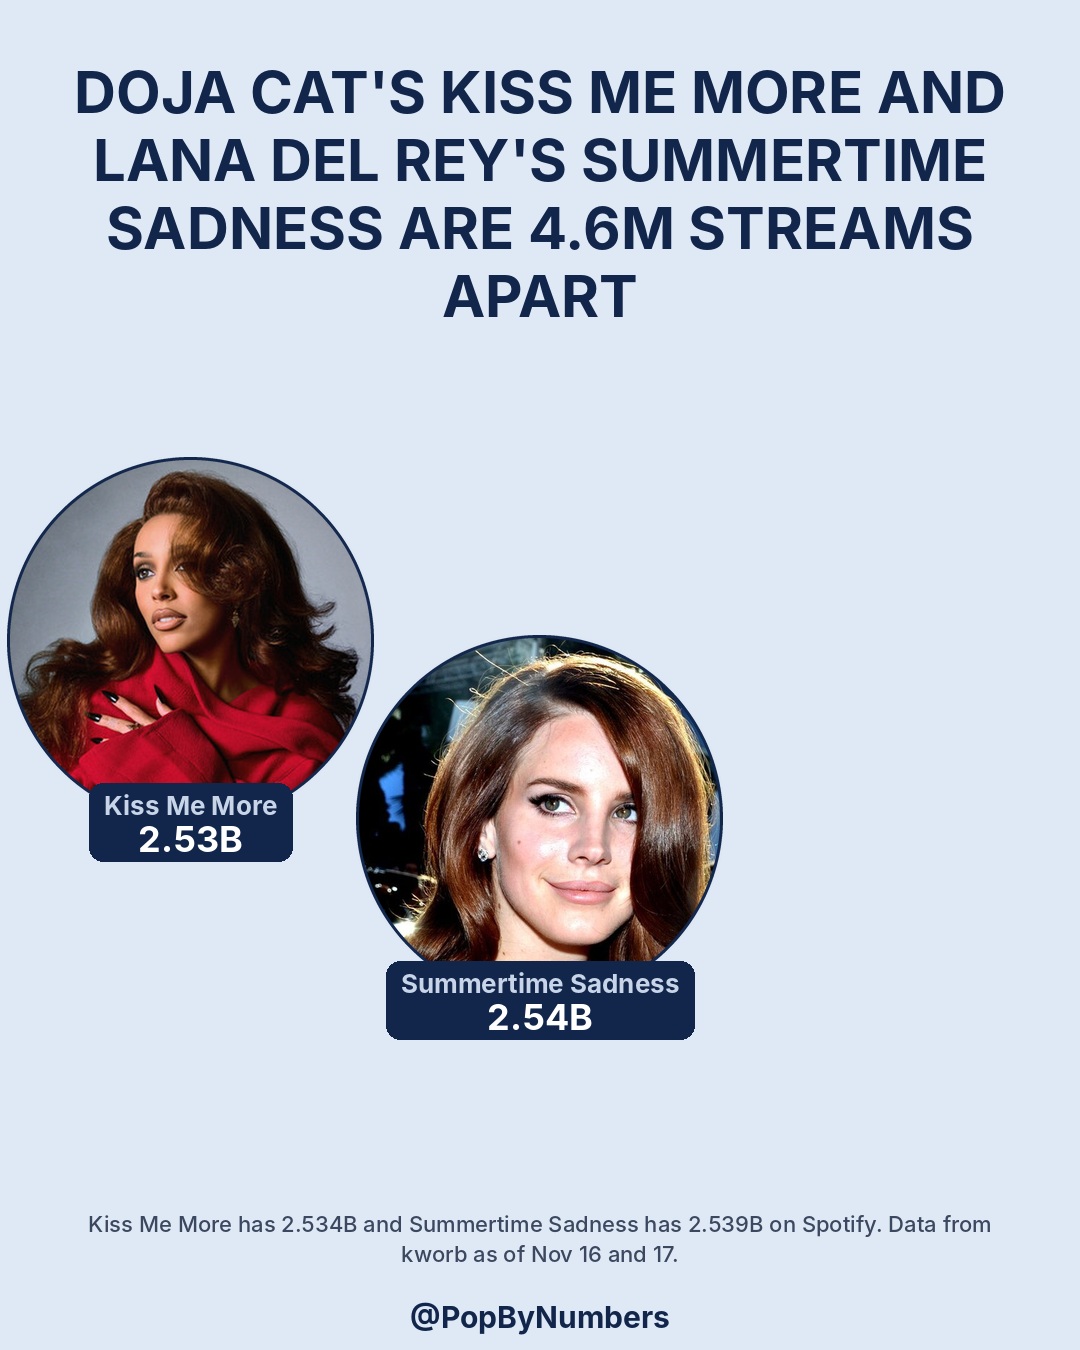 DOJA CAT'S KISS ME MORE AND
LANA DEL REY'S SUMMERTIME
SADNESS ARE 4.6M STREAMS
APART
Kiss Me More
2.53B
Summertime Sadness
2.54B
Kiss Me More has 2.534B and Summertime Sadness has 2.539B on Spotify. Data from
kworb as of Nov 16 and 17.
@PopByNumbers